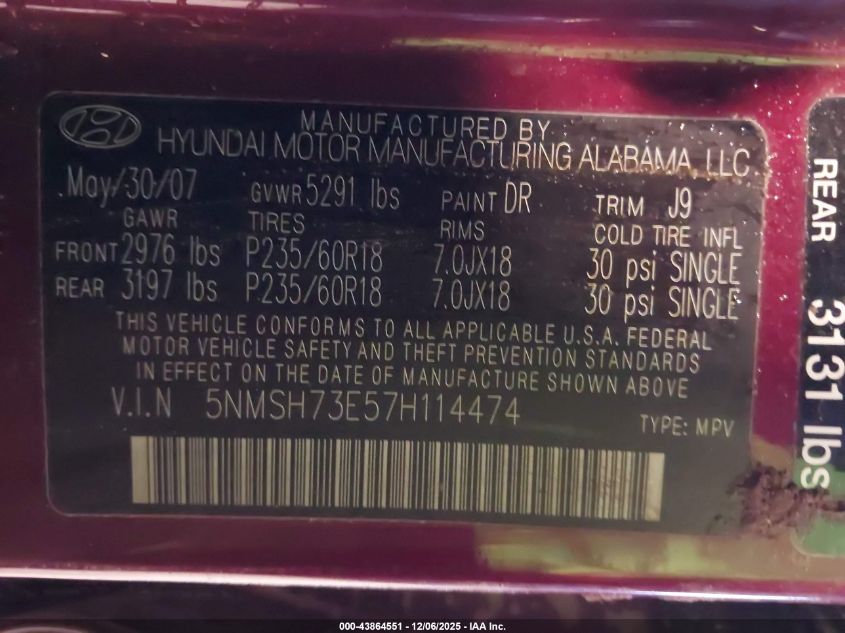 MANUFACTURED BY
HYUNDAI MOTOR MANUFACTURING ALABAMA, LLC
May/30/07 GVWR 5291 lbs PAINT DR TRIM J9
GAWR TIRES RIMS COLD TIRE INFL
FRONT 2976 lbs P235/60R18 7.0JX18 30 psi SINGLE
REAR 3197 lbs P235/60R18 7.0JX18 30 psi SINGLE
THIS VEHICLE CONFORMS TO ALL APPLICABLE U.S.A. FEDERAL
MOTOR VEHICLE SAFETY AND THEFT PREVENTION STANDARDS
IN EFFECT ON THE DATE OF MANUFACTURE SHOWN ABOVE
V.I.N 5NMSH73E57H114474
TYPE: MPV
REAR 3131 lbs
000-43864551 - 12/06/2025 - IAA Inc.